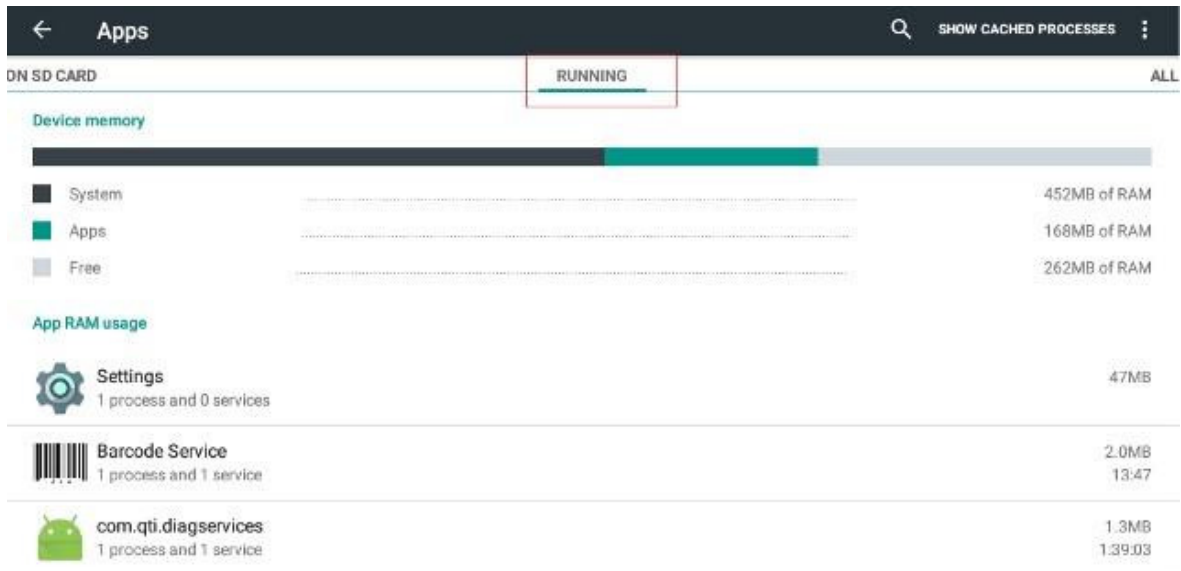 Apps
SHOW CACHED PROCESSES
ON SD CARD
RUNNING
ALL
Device memory
System 452MB of RAM
Apps 168MB of RAM
Free 262MB of RAM
App RAM usage
Settings 47MB
1 process and 0 services
Barcode Service 2.0MB
1 process and 1 service 13:47
com.qti.diagservices 1.3MB
1 process and 1 service 1:39:03